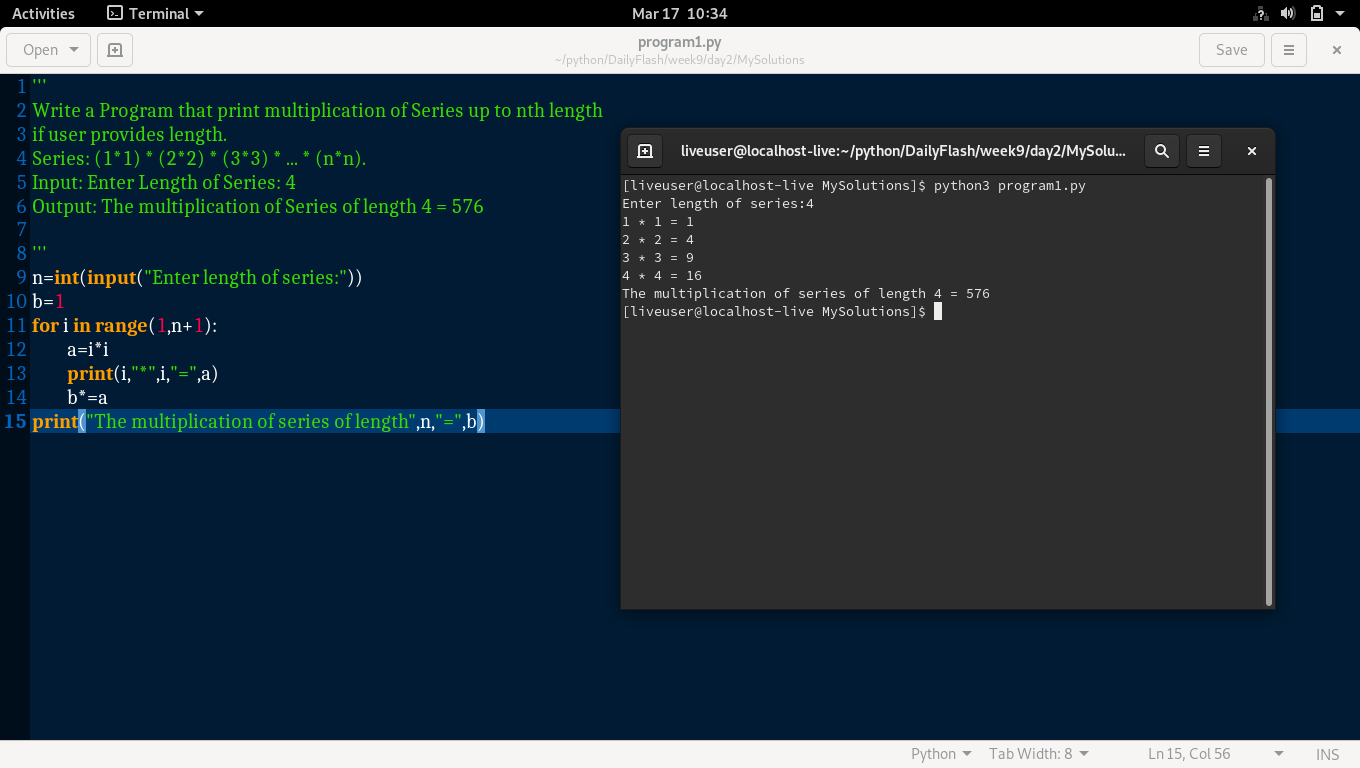 Activities Terminal Mar 17 10:34
Open program1.py Save
~/python/DailyFlash/week9/day2/MySolutions
1 '''
2 Write a Program that print multiplication of Series up to nth length
3 if user provides length.
4 Series: (1*1) * (2*2) * (3*3) * ... * (n*n).
5 Input: Enter Length of Series: 4
6 Output: The multiplication of Series of length 4 = 576
7
8 '''
9 n=int(input("Enter length of series:"))
10 b=1
11 for i in range(1,n+1):
12 a=i*i
13 print(i,"*",i,"=",a)
14 b*=a
15 print("The multiplication of series of length",n,"=",b)
liveuser@localhost-live:~/python/DailyFlash/week9/day2/MySolu...
[liveuser@localhost-live MySolutions]$ python3 program1.py
Enter length of series:4
1 * 1 = 1
2 * 2 = 4
3 * 3 = 9
4 * 4 = 16
The multiplication of series of length 4 = 576
[liveuser@localhost-live MySolutions]$
Python Tab Width: 8 Ln 15, Col 56 INS